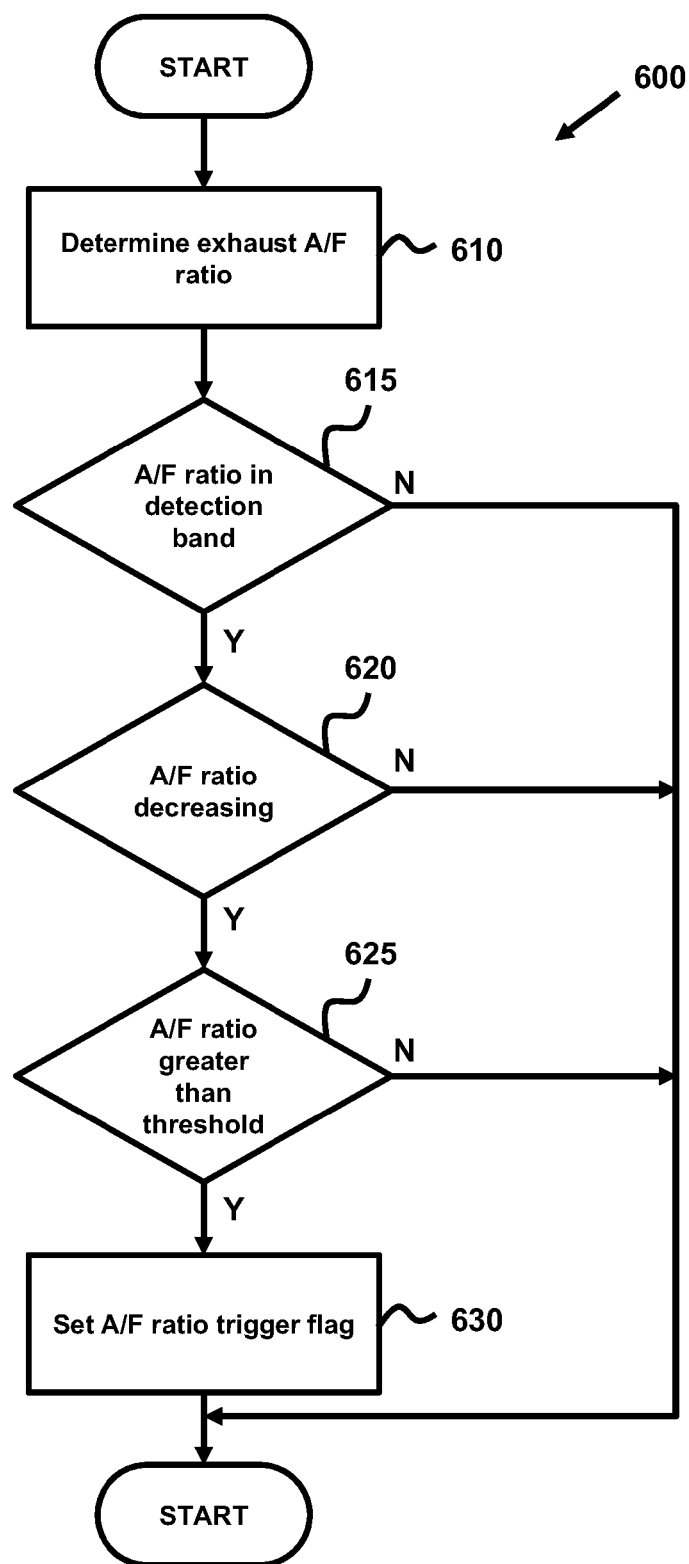 START
600
Determine exhaust A/F
ratio
610
615
A/F ratio in
detection
band
N
Y
620
A/F ratio
decreasing
N
Y
625
A/F ratio
greater
than
threshold
N
Y
Set A/F ratio trigger flag
630
START